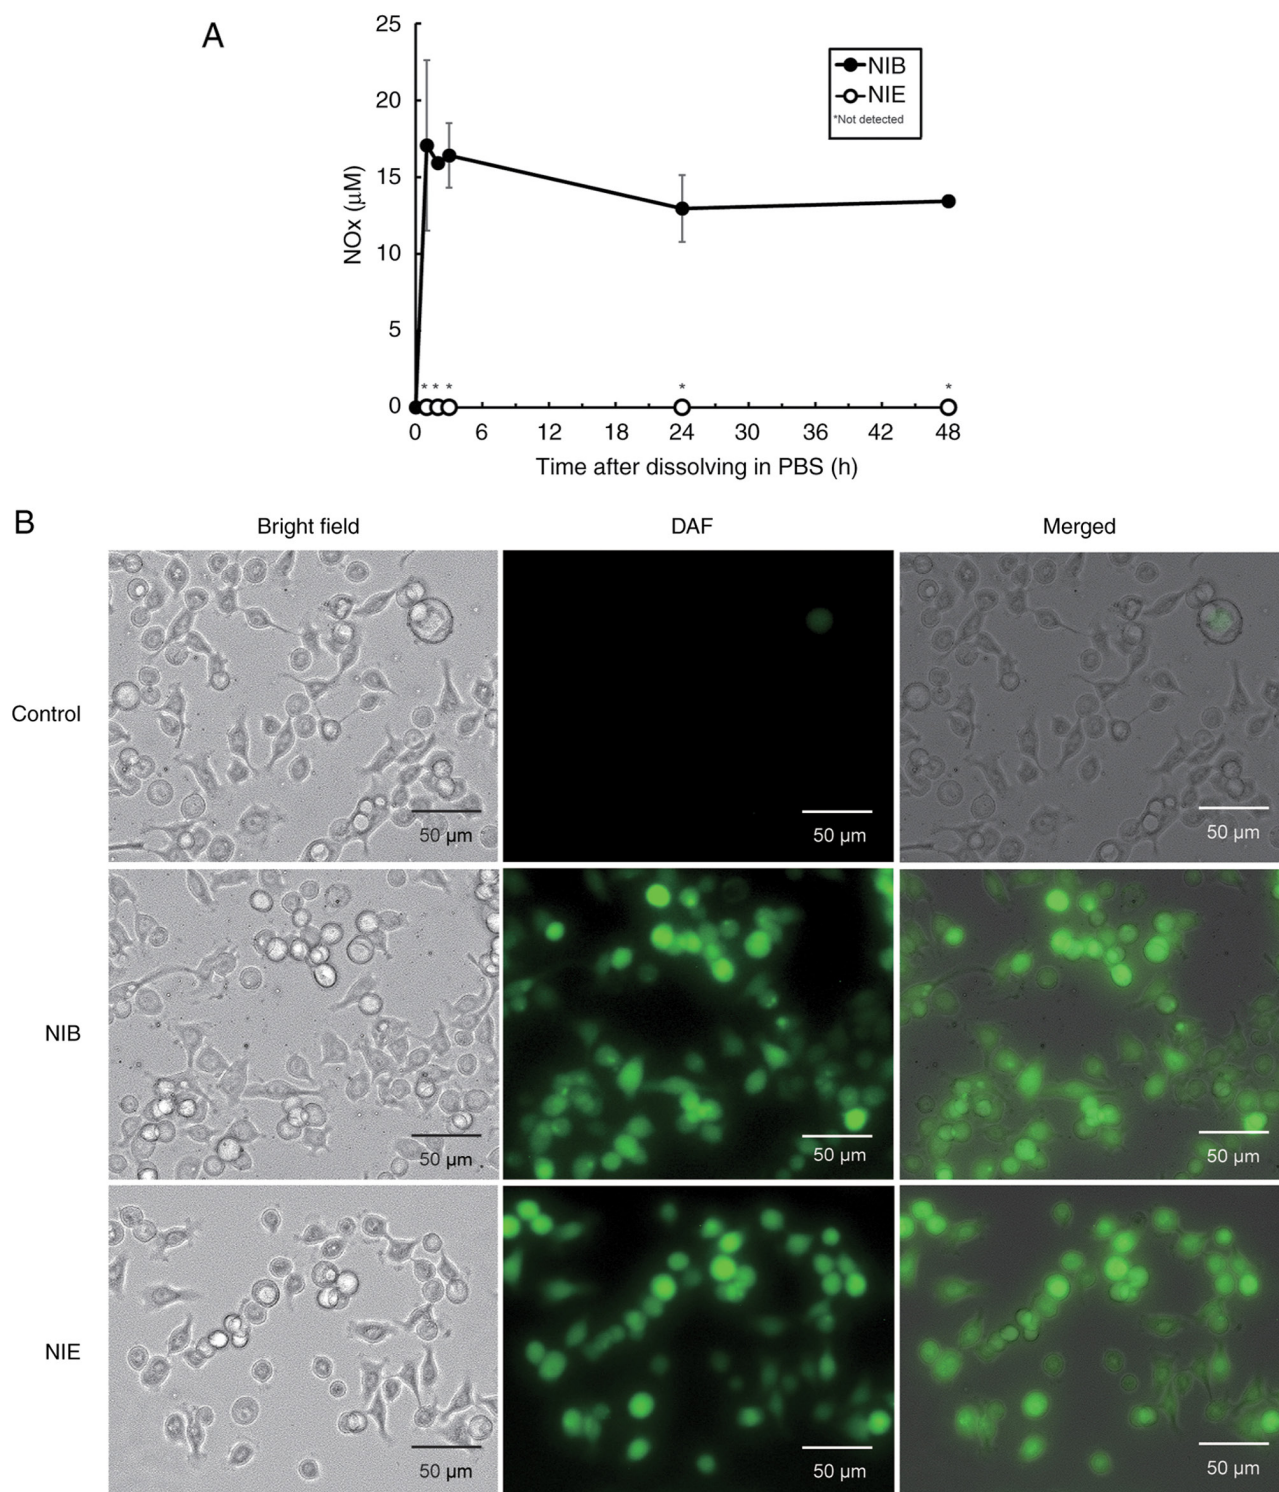 A
25
20
15
10
5
0
NOx (µM)
NIB
NIE
*Not detected
* * * * *
0 6 12 18 24 30 36 42 48
Time after dissolving in PBS (h)
B
Bright field DAF Merged
Control
50 µm 50 µm 50 µm
NIB
50 µm 50 µm 50 µm
NIE
50 µm 50 µm 50 µm